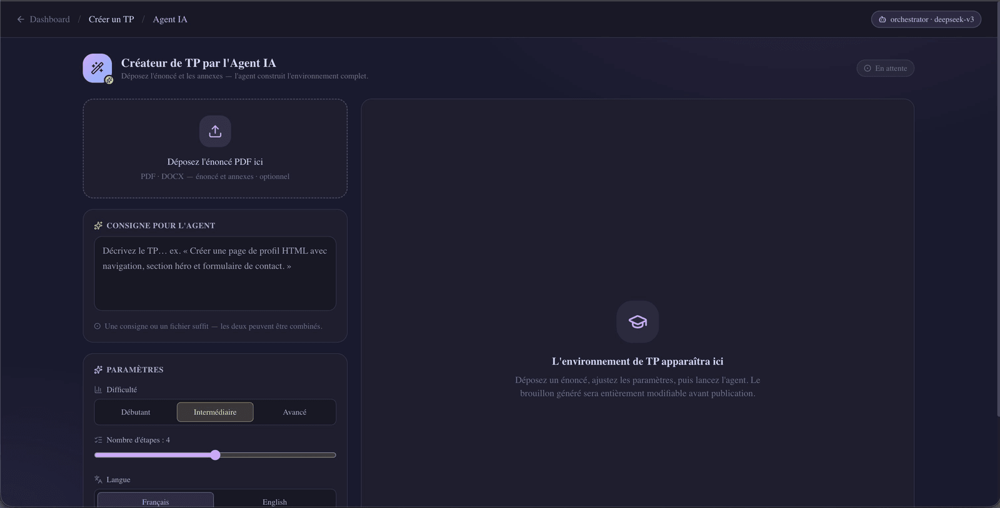 Dashboard / Créer un TP / Agent IA
orchestrator · deepseek-v3
Créateur de TP par l'Agent IA
Déposez l'énoncé et les annexes — l'agent construit l'environnement complet.
En attente
Déposez l'énoncé PDF ici
PDF · DOCX — énoncé et annexes · optionnel
CONSIGNE POUR L'AGENT
Décrivez le TP… ex. « Créer une page de profil HTML avec
navigation, section héro et formulaire de contact. »
Une consigne ou un fichier suffit — les deux peuvent être combinés.
PARAMÈTRES
Difficulté
Débutant
Intermédiaire
Avancé
Nombre d'étapes : 4
Langue
Français
English
L'environnement de TP apparaîtra ici
Déposez un énoncé, ajustez les paramètres, puis lancez l'agent. Le
brouillon généré sera entièrement modifiable avant publication.